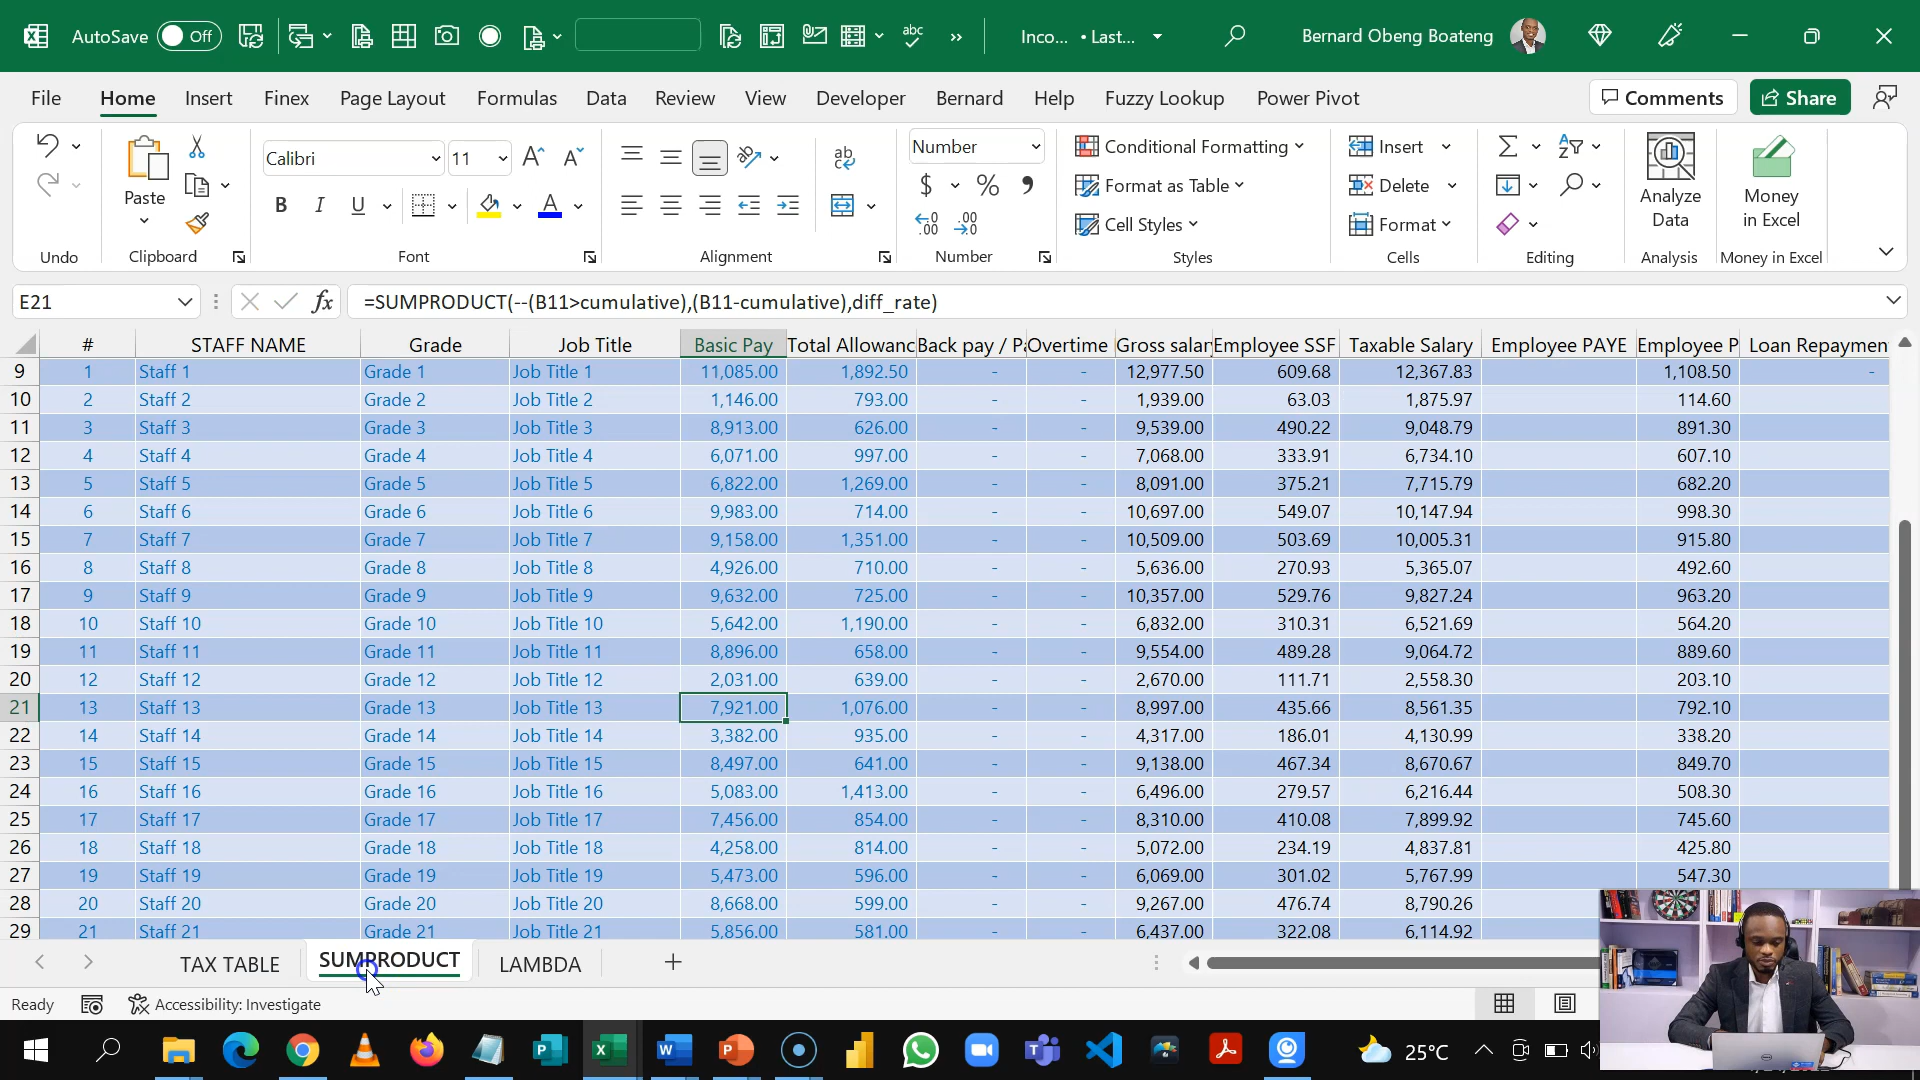 AutoSave Off Inco... • Last... Bernard Obeng Boateng
File Home Insert Finex Page Layout Formulas Data Review View Developer Bernard Help Fuzzy Lookup Power Pivot Comments Share
Calibri 11 Number Conditional Formatting Insert
Paste $ % Format as Table Delete Analyze Data Money in Excel
B I U A Cell Styles Format
Undo Clipboard Font Alignment Number Styles Cells Editing Analysis Money in Excel
E21 fx =SUMPRODUCT(--(B11>cumulative),(B11-cumulative),diff_rate)
# STAFF NAME Grade Job Title Basic Pay Total Allowanc Back pay / Pa Overtime Gross salar Employee SSF Taxable Salary Employee PAYE Employee P Loan Repaymen
9 1 Staff 1 Grade 1 Job Title 1 11,085.00 1,892.50 - - 12,977.50 609.68 12,367.83 1,108.50 -
10 2 Staff 2 Grade 2 Job Title 2 1,146.00 793.00 - - 1,939.00 63.03 1,875.97 114.60
11 3 Staff 3 Grade 3 Job Title 3 8,913.00 626.00 - - 9,539.00 490.22 9,048.79 891.30
12 4 Staff 4 Grade 4 Job Title 4 6,071.00 997.00 - - 7,068.00 333.91 6,734.10 607.10
13 5 Staff 5 Grade 5 Job Title 5 6,822.00 1,269.00 - - 8,091.00 375.21 7,715.79 682.20
14 6 Staff 6 Grade 6 Job Title 6 9,983.00 714.00 - - 10,697.00 549.07 10,147.94 998.30
15 7 Staff 7 Grade 7 Job Title 7 9,158.00 1,351.00 - - 10,509.00 503.69 10,005.31 915.80
16 8 Staff 8 Grade 8 Job Title 8 4,926.00 710.00 - - 5,636.00 270.93 5,365.07 492.60
17 9 Staff 9 Grade 9 Job Title 9 9,632.00 725.00 - - 10,357.00 529.76 9,827.24 963.20
18 10 Staff 10 Grade 10 Job Title 10 5,642.00 1,190.00 - - 6,832.00 310.31 6,521.69 564.20
19 11 Staff 11 Grade 11 Job Title 11 8,896.00 658.00 - - 9,554.00 489.28 9,064.72 889.60
20 12 Staff 12 Grade 12 Job Title 12 2,031.00 639.00 - - 2,670.00 111.71 2,558.30 203.10
21 13 Staff 13 Grade 13 Job Title 13 7,921.00 1,076.00 - - 8,997.00 435.66 8,561.35 792.10
22 14 Staff 14 Grade 14 Job Title 14 3,382.00 935.00 - - 4,317.00 186.01 4,130.99 338.20
23 15 Staff 15 Grade 15 Job Title 15 8,497.00 641.00 - - 9,138.00 467.34 8,670.67 849.70
24 16 Staff 16 Grade 16 Job Title 16 5,083.00 1,413.00 - - 6,496.00 279.57 6,216.44 508.30
25 17 Staff 17 Grade 17 Job Title 17 7,456.00 854.00 - - 8,310.00 410.08 7,899.92 745.60
26 18 Staff 18 Grade 18 Job Title 18 4,258.00 814.00 - - 5,072.00 234.19 4,837.81 425.80
27 19 Staff 19 Grade 19 Job Title 19 5,473.00 596.00 - - 6,069.00 301.02 5,767.99 547.30
28 20 Staff 20 Grade 20 Job Title 20 8,668.00 599.00 - - 9,267.00 476.74 8,790.26
29 21 Staff 21 Grade 21 Job Title 21 5,856.00 581.00 - - 6,437.00 322.08 6,114.92
TAX TABLE SUMPRODUCT LAMBDA
Ready Accessibility: Investigate
25°C